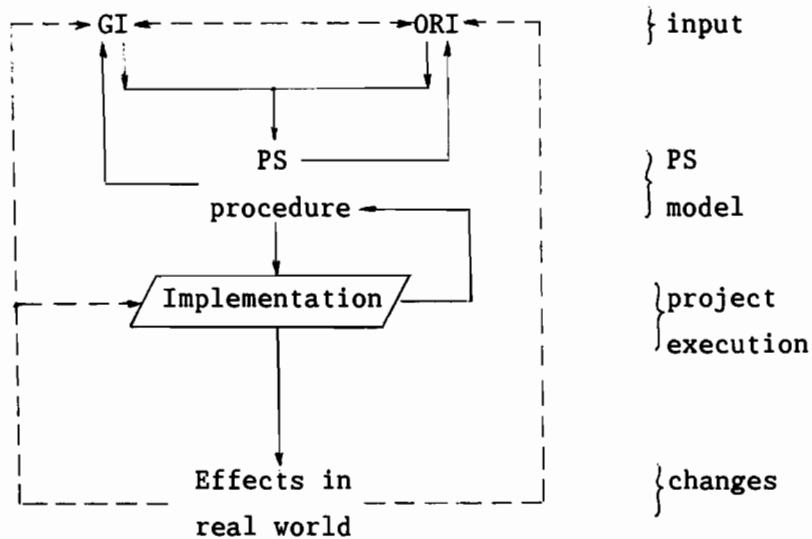 GI ORI } input
PS } PS
procedure model
Implementation } project
execution
Effects in } changes
real world